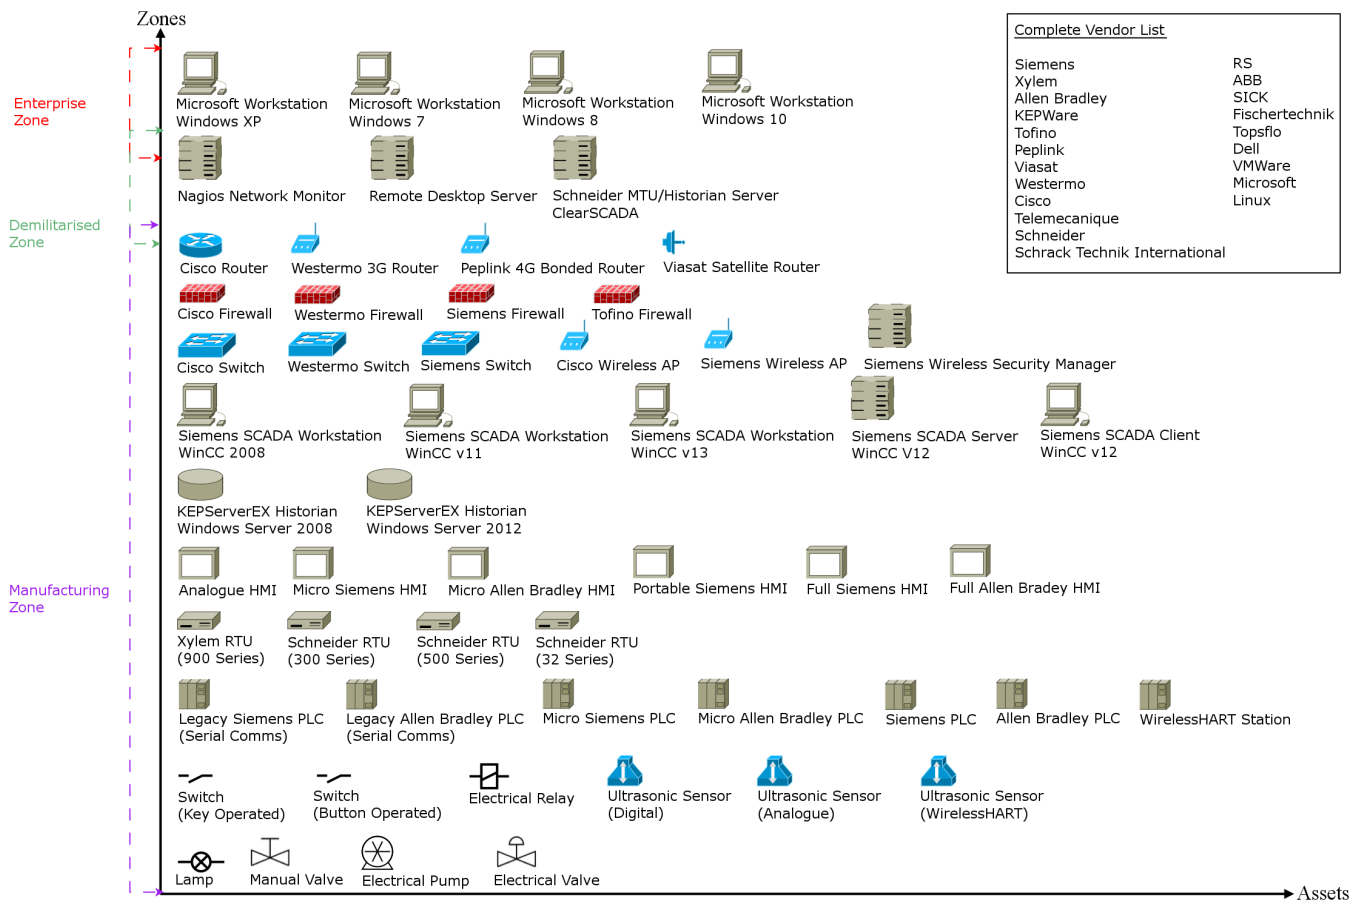 Zones
Complete Vendor List
Siemens
Xylem
Allen Bradley
KEPWare
Tofino
Peplink
Viasat
Westermo
Cisco
Telemecanique
Schneider
Schrack Technik International
RS
ABB
SICK
Fischertechnik
Topsflo
Dell
VMWare
Microsoft
Linux
Enterprise
Zone
Microsoft Workstation
Windows XP
Microsoft Workstation
Windows 7
Microsoft Workstation
Windows 8
Microsoft Workstation
Windows 10
Nagios Network Monitor
Remote Desktop Server
Schneider MTU/Historian Server
ClearSCADA
Demilitarised
Zone
Cisco Router
Westermo 3G Router
Peplink 4G Bonded Router
Viasat Satellite Router
Cisco Firewall
Westermo Firewall
Siemens Firewall
Tofino Firewall
Cisco Switch
Westermo Switch
Siemens Switch
Cisco Wireless AP
Siemens Wireless AP
Siemens Wireless Security Manager
Siemens SCADA Workstation
WinCC 2008
Siemens SCADA Workstation
WinCC v11
Siemens SCADA Workstation
WinCC v13
Siemens SCADA Server
WinCC V12
Siemens SCADA Client
WinCC v12
KEPServerEX Historian
Windows Server 2008
KEPServerEX Historian
Windows Server 2012
Manufacturing
Zone
Analogue HMI
Micro Siemens HMI
Micro Allen Bradley HMI
Portable Siemens HMI
Full Siemens HMI
Full Allen Bradey HMI
Xylem RTU
(900 Series)
Schneider RTU
(300 Series)
Schneider RTU
(500 Series)
Schneider RTU
(32 Series)
Legacy Siemens PLC
(Serial Comms)
Legacy Allen Bradley PLC
(Serial Comms)
Micro Siemens PLC
Micro Allen Bradley PLC
Siemens PLC
Allen Bradley PLC
WirelessHART Station
Switch
(Key Operated)
Switch
(Button Operated)
Electrical Relay
Ultrasonic Sensor
(Digital)
Ultrasonic Sensor
(Analogue)
Ultrasonic Sensor
(WirelessHART)
Lamp
Manual Valve
Electrical Pump
Electrical Valve
Assets